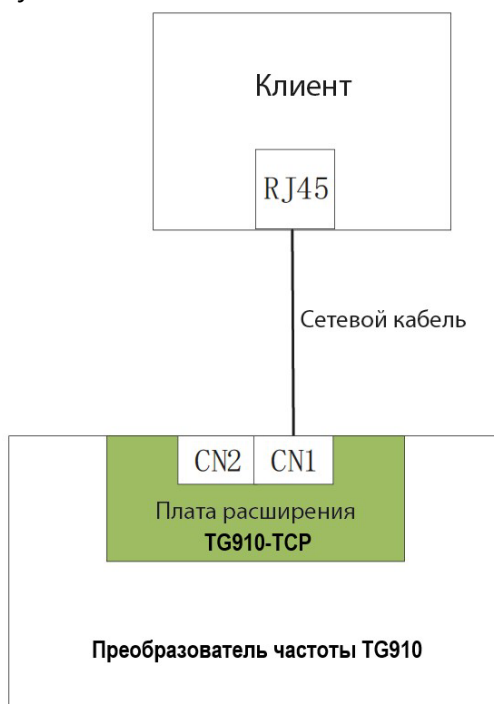 Клиент
RJ45
Сетевой кабель
CN2 CN1
Плата расширения
TG910-TCP
Преобразователь частоты TG910